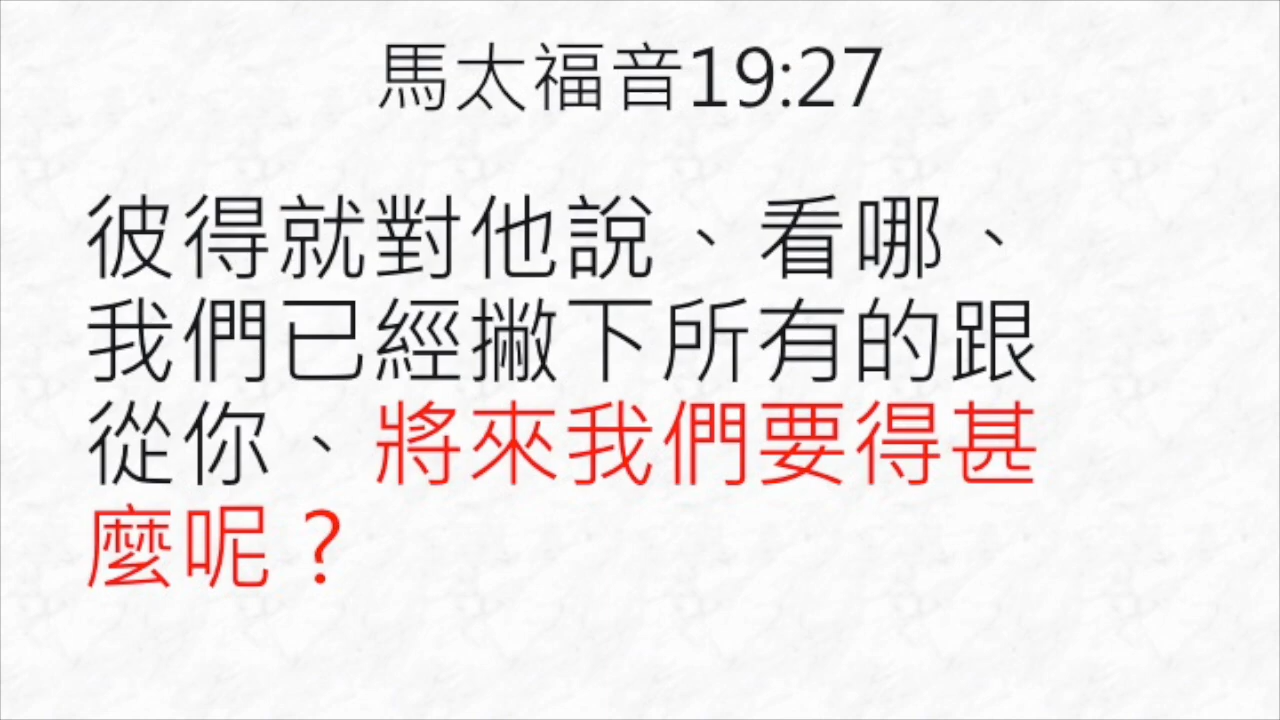 馬太福音19:27
彼得就對他說、看哪、
我們已經撇下所有的跟
從你、將來我們要得甚
麼呢？